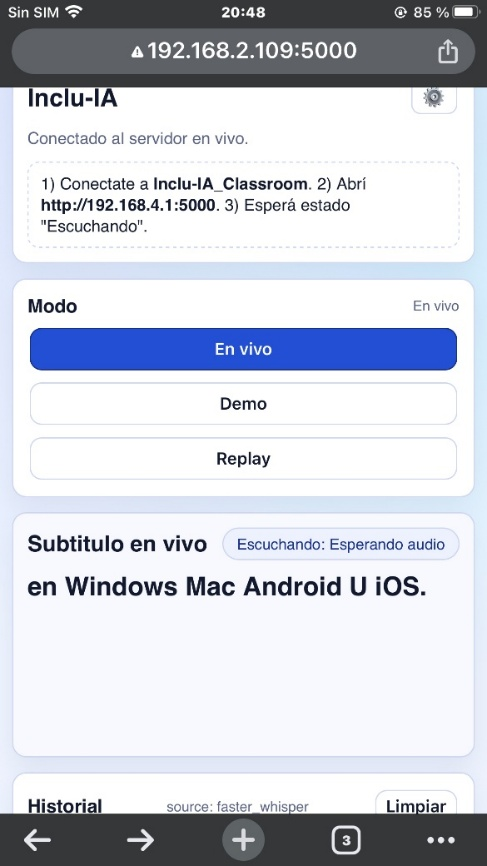 Sin SIM 20:48 85 %
192.168.2.109:5000
Inclu-IA
Conectado al servidor en vivo.
1) Conectate a Inclu-IA_Classroom. 2) Abrí
http://192.168.4.1:5000. 3) Esperá estado
"Escuchando".
Modo En vivo
En vivo
Demo
Replay
Subtitulo en vivo Escuchando: Esperando audio
en Windows Mac Android U iOS.
Historial source: faster_whisper Limpiar
3